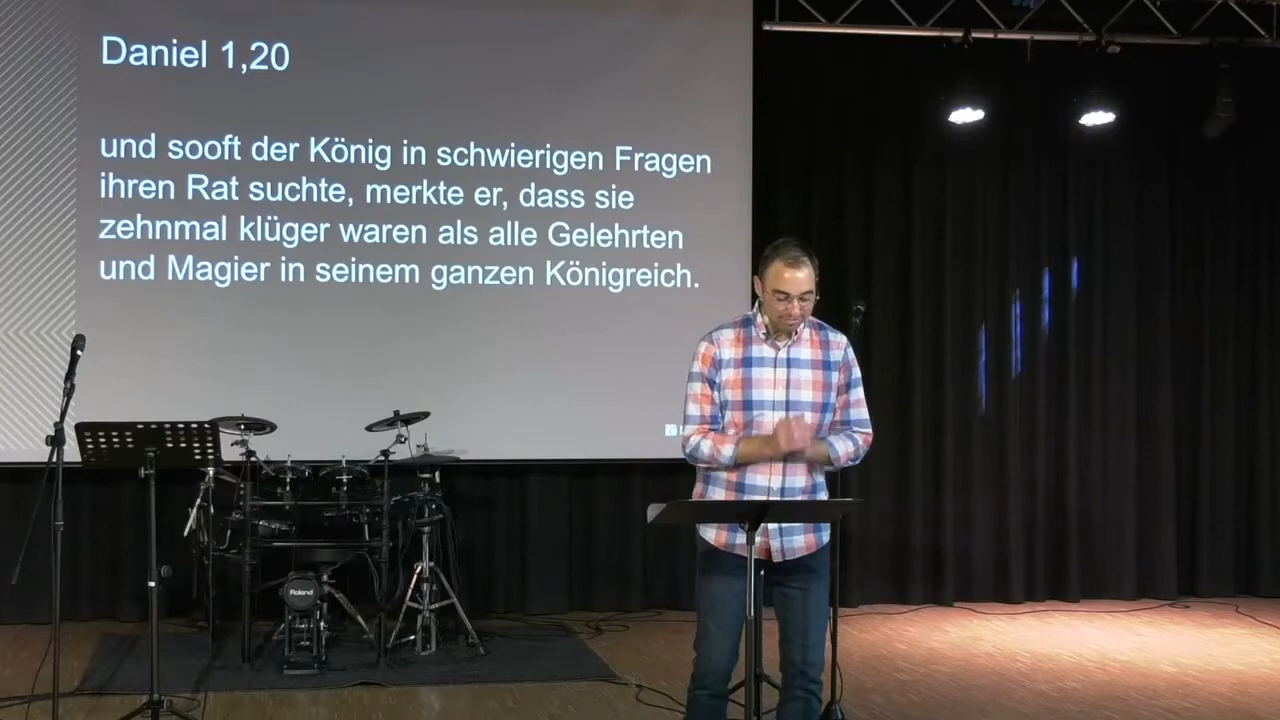 Daniel 1,20
und sooft der König in schwierigen Fragen
ihren Rat suchte, merkte er, dass sie
zehnmal klüger waren als alle Gelehrten
und Magier in seinem ganzen Königreich.
Roland